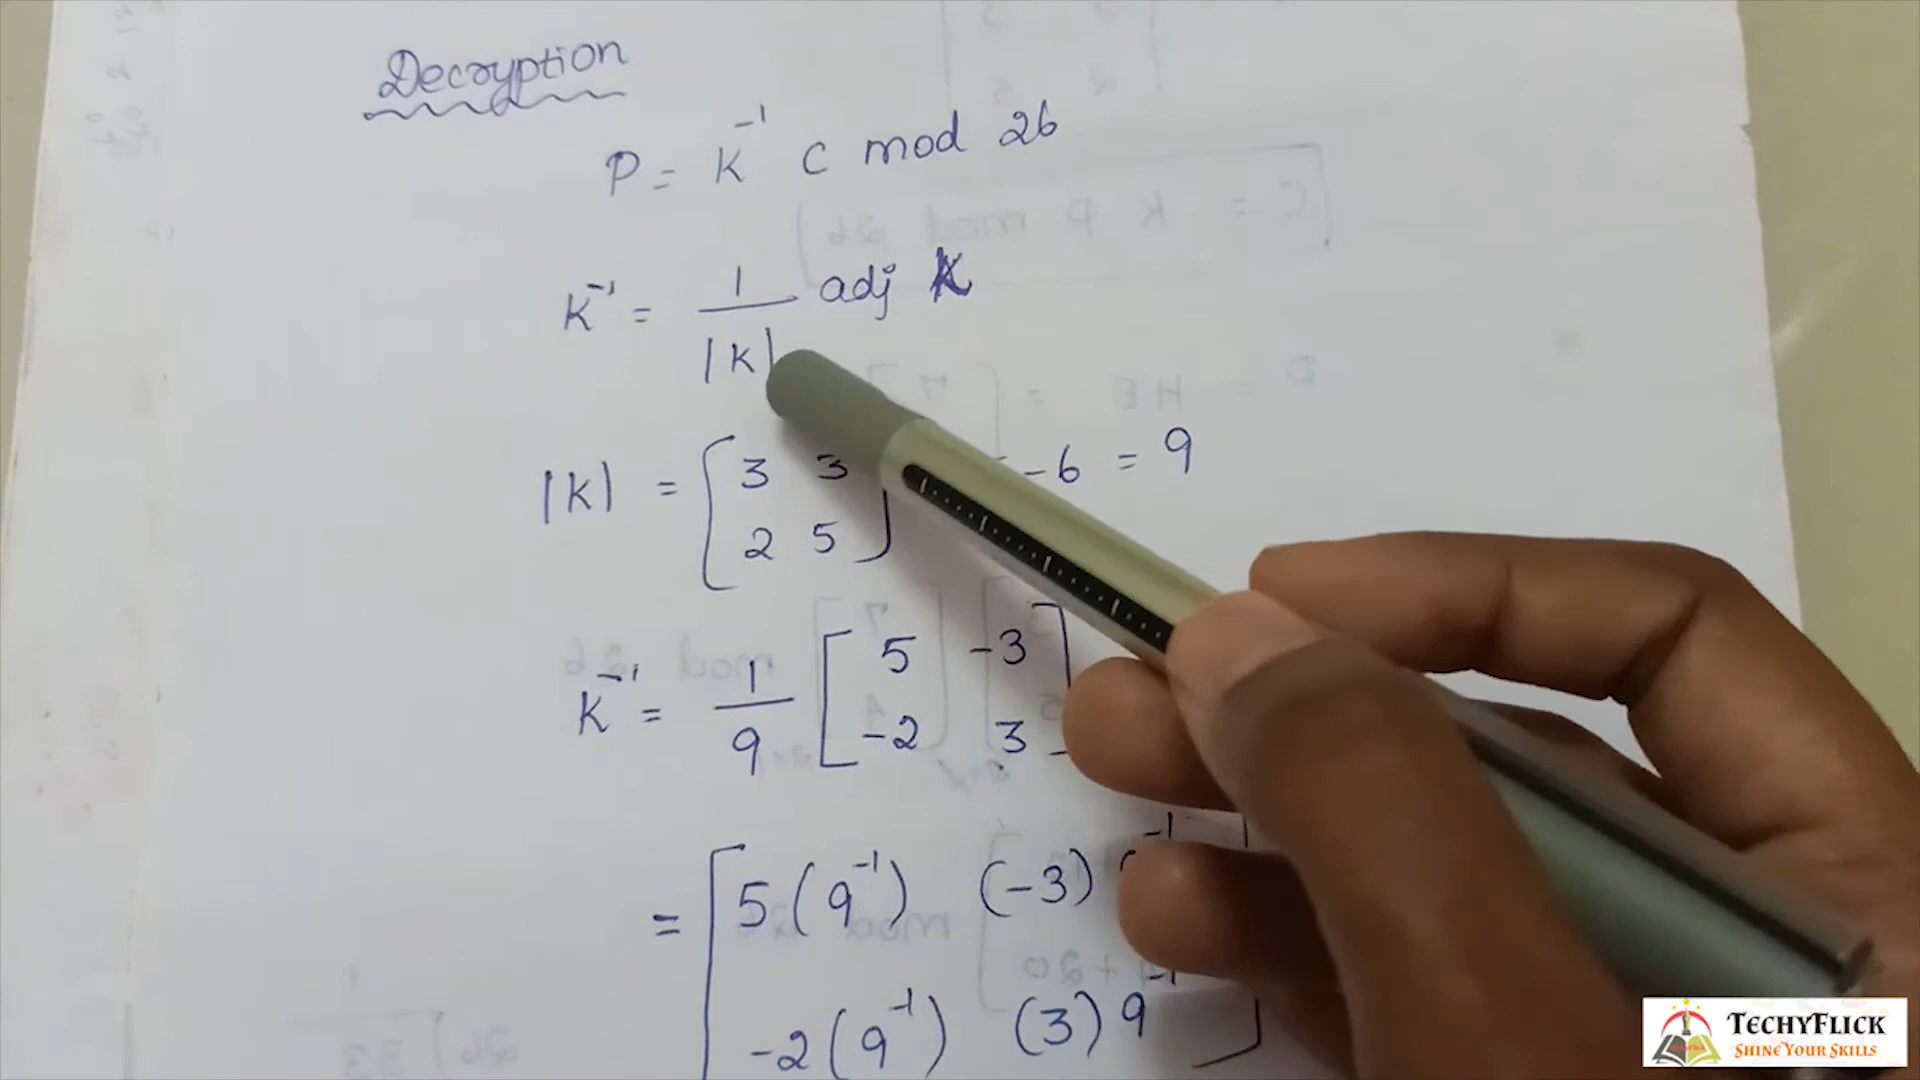 Decryption
P = K⁻¹ C mod 26
K⁻¹ = 1/|K| adj K
|K| = [3 3
2 5] - 6 = 9
K⁻¹ = 1/9 [5 -3
-2 3]
= [5(9⁻¹) (-3)
-2(9⁻¹) (3) 9⁻¹]
TECHYFLICK
SHINE YOUR SKILLS